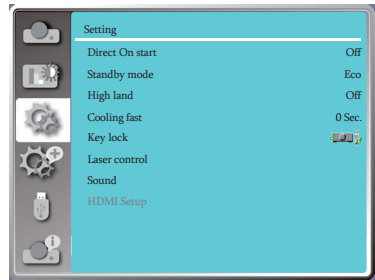 Setting
Direct On start Off
Standby mode Eco
High land Off
Cooling fast 0 Sec.
Key lock
Laser control
Sound
HDMI Setup